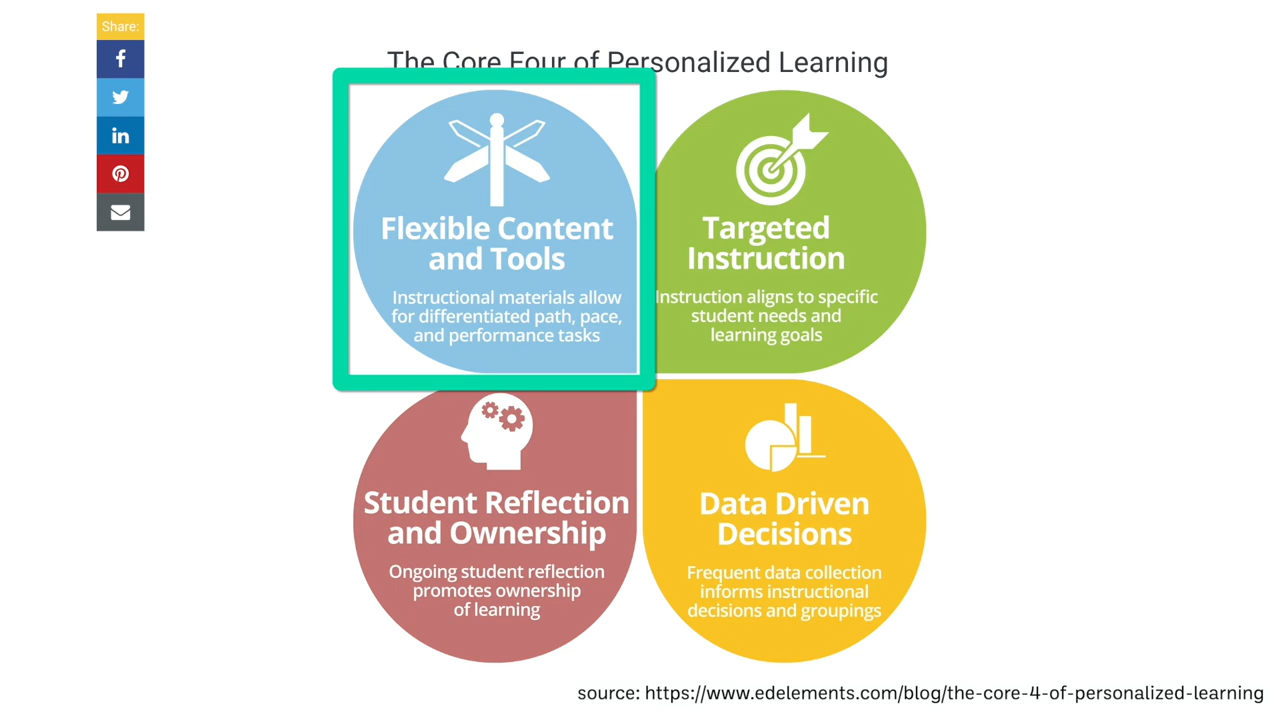 Share:
The Core Four of Personalized Learning
Flexible Content
and Tools
Instructional materials allow
for differentiated path, pace,
and performance tasks
Targeted
Instruction
Instruction aligns to specific
student needs and
learning goals
Student Reflection
and Ownership
Ongoing student reflection
promotes ownership
of learning
Data Driven
Decisions
Frequent data collection
informs instructional
decisions and groupings
source: https://www.edelements.com/blog/the-core-4-of-personalized-learning